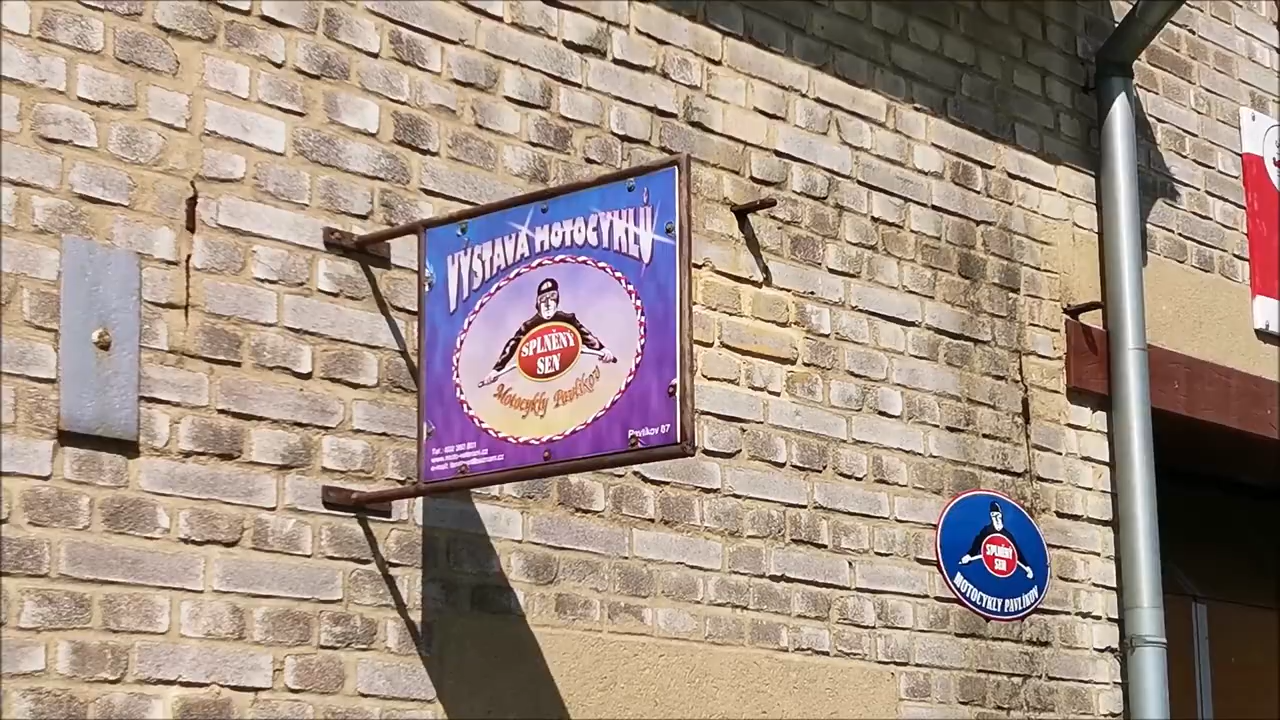 VÝSTAVA MOTOCYKLŮ
SPLNĚNÝ
SEN
Motocykly Pavlíkov
Pavlíkov 87
SPLNĚNÝ
SEN
MOTOCYKLY PAVLÍKOV